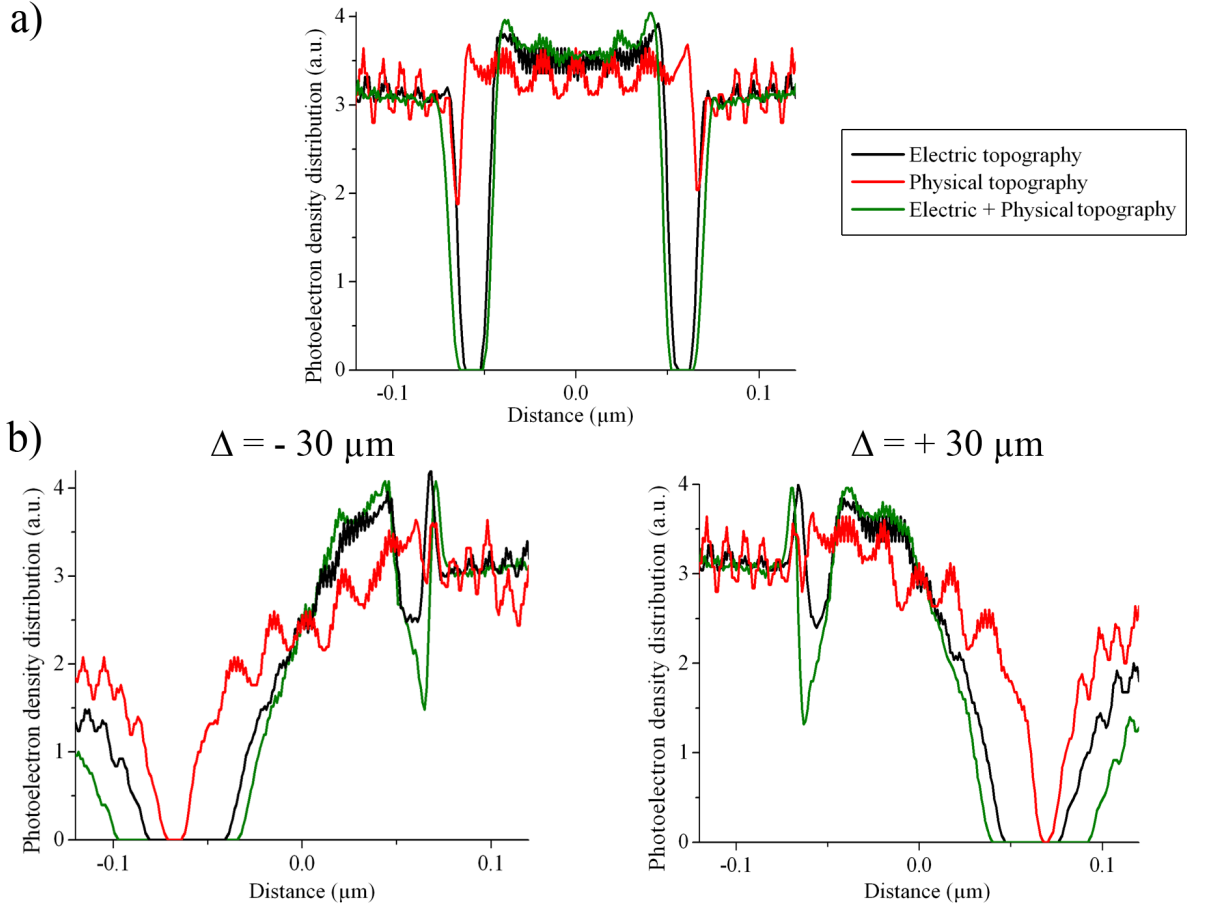 a)
Photoelectron density distribution (a.u.)
4
3
2
1
0
-0.1
0.0
0.1
Distance (µm)
Electric topography
Physical topography
Electric + Physical topography
b)
Δ = - 30 µm
Photoelectron density distribution (a.u.)
4
3
2
1
0
-0.1
0.0
0.1
Distance (µm)
Δ = + 30 µm
Photoelectron density distribution (a.u.)
4
3
2
1
0
-0.1
0.0
0.1
Distance (µm)